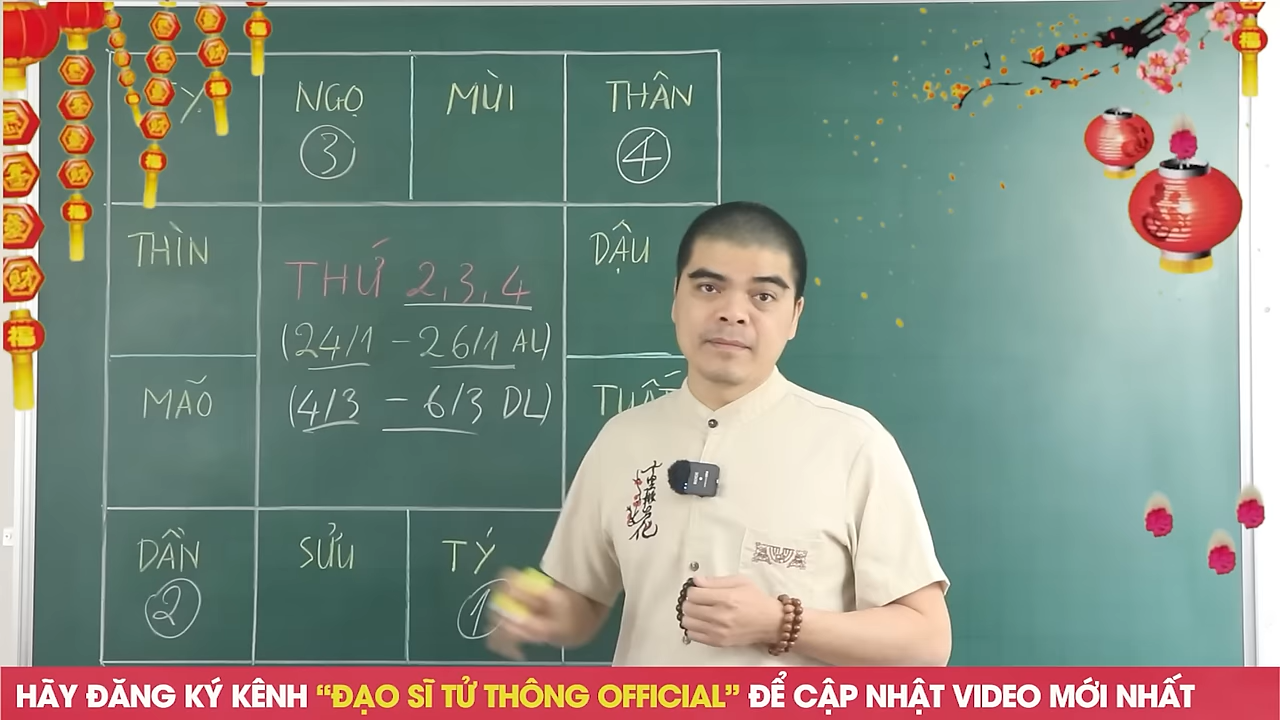 NGỌ
MÙI
THÂN
3
4
THÌN
DẬU
THỨ 2,3,4
(24/1 - 26/1 AL)
MÃO
(4/3 - 6/3 DL)
DẦN
SỬU
TÝ
2
1
HÃY ĐĂNG KÝ KÊNH “ĐẠO SĨ TỬ THÔNG OFFICIAL” ĐỂ CẬP NHẬT VIDEO MỚI NHẤT